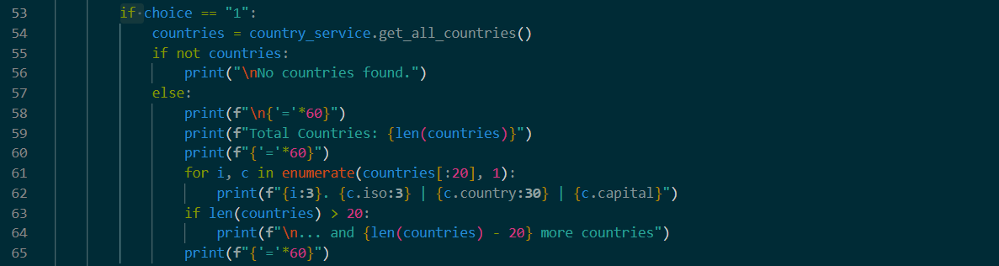 53 if choice == "1":
54 countries = country_service.get_all_countries()
55 if not countries:
56 print("\nNo countries found.")
57 else:
58 print(f"\n{'='*60}")
59 print(f"Total Countries: {len(countries)}")
60 print(f"{'='*60}")
61 for i, c in enumerate(countries[:20], 1):
62 print(f"{i:3}. {c.iso:3} | {c.country:30} | {c.capital}")
63 if len(countries) > 20:
64 print(f"\n... and {len(countries) - 20} more countries")
65 print(f"{'='*60}")